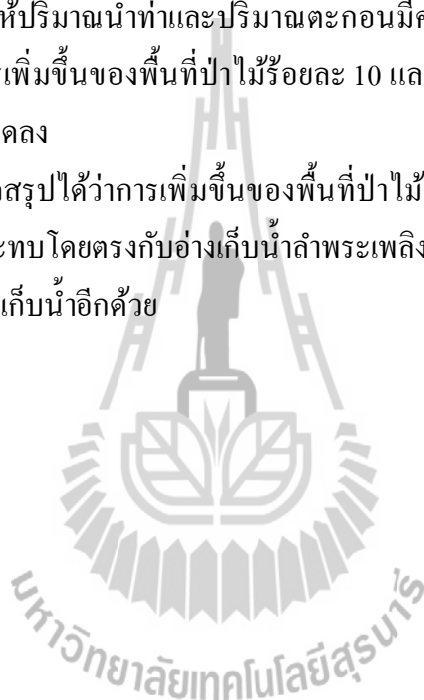 ห้ปริมาณน้ำท่าและปริมาณตะกอนมีค
รเพิ่มขึ้นของพื้นที่ป่าไม้ร้อยละ 10 แล
ดลง
อสรุปได้ว่าการเพิ่มขึ้นของพื้นที่ป่าไม้
ะทบโดยตรงกับอ่างเก็บน้ำลำพระเพลิง
เก็บน้ำอีกด้วย
มหาวิทยาลัยเทคโนโลยีสุรนารี